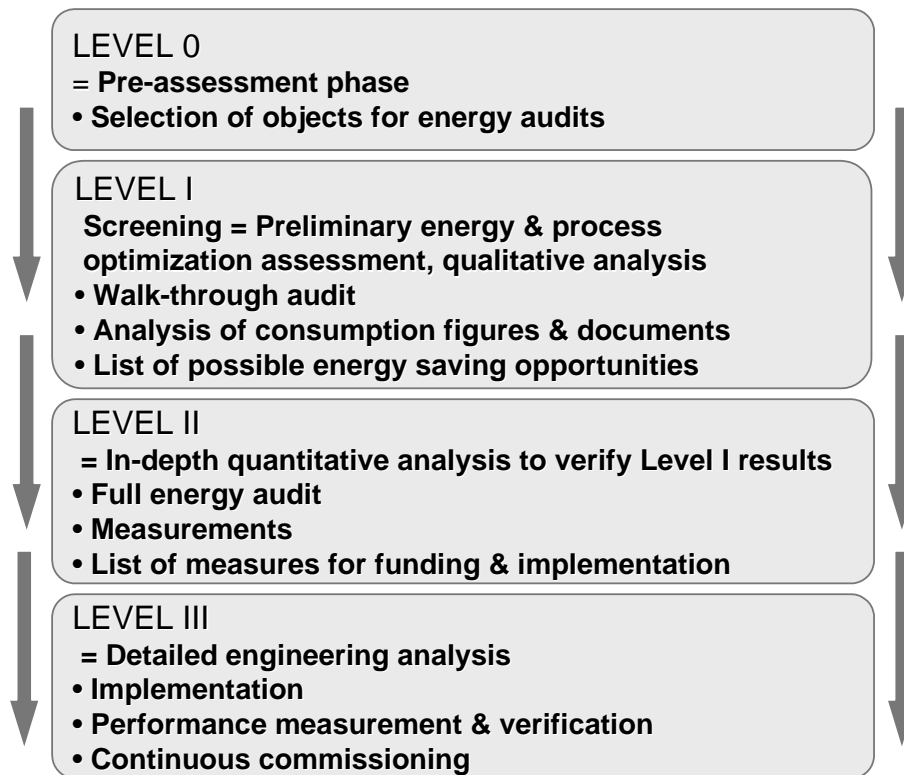 LEVEL 0
= Pre-assessment phase
• Selection of objects for energy audits
LEVEL I
Screening = Preliminary energy & process
optimization assessment, qualitative analysis
• Walk-through audit
• Analysis of consumption figures & documents
• List of possible energy saving opportunities
LEVEL II
= In-depth quantitative analysis to verify Level I results
• Full energy audit
• Measurements
• List of measures for funding & implementation
LEVEL III
= Detailed engineering analysis
• Implementation
• Performance measurement & verification
• Continuous commissioning